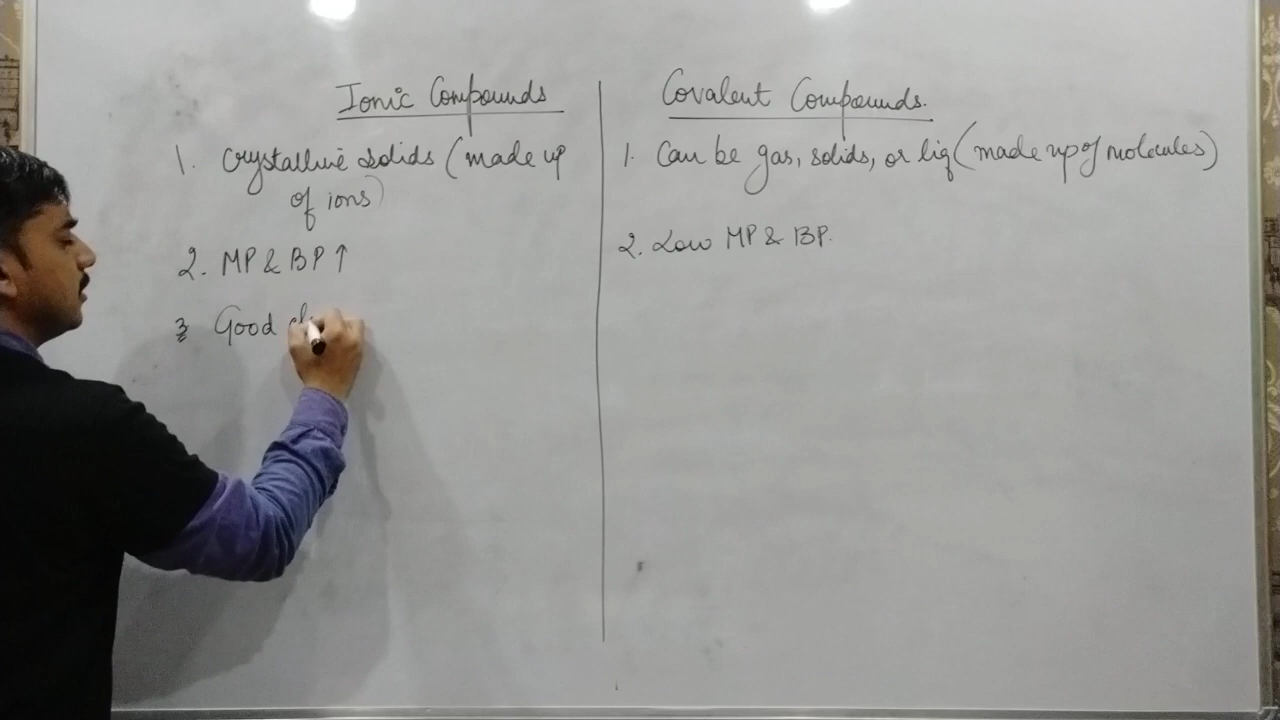 Ionic Compounds
1. Crystalline solids (made up
of ions)
2. MP & BP ↑
3 Good
Covalent Compounds.
1. Can be gas, solids, or liq (made up of molecules)
2. Low MP & BP.